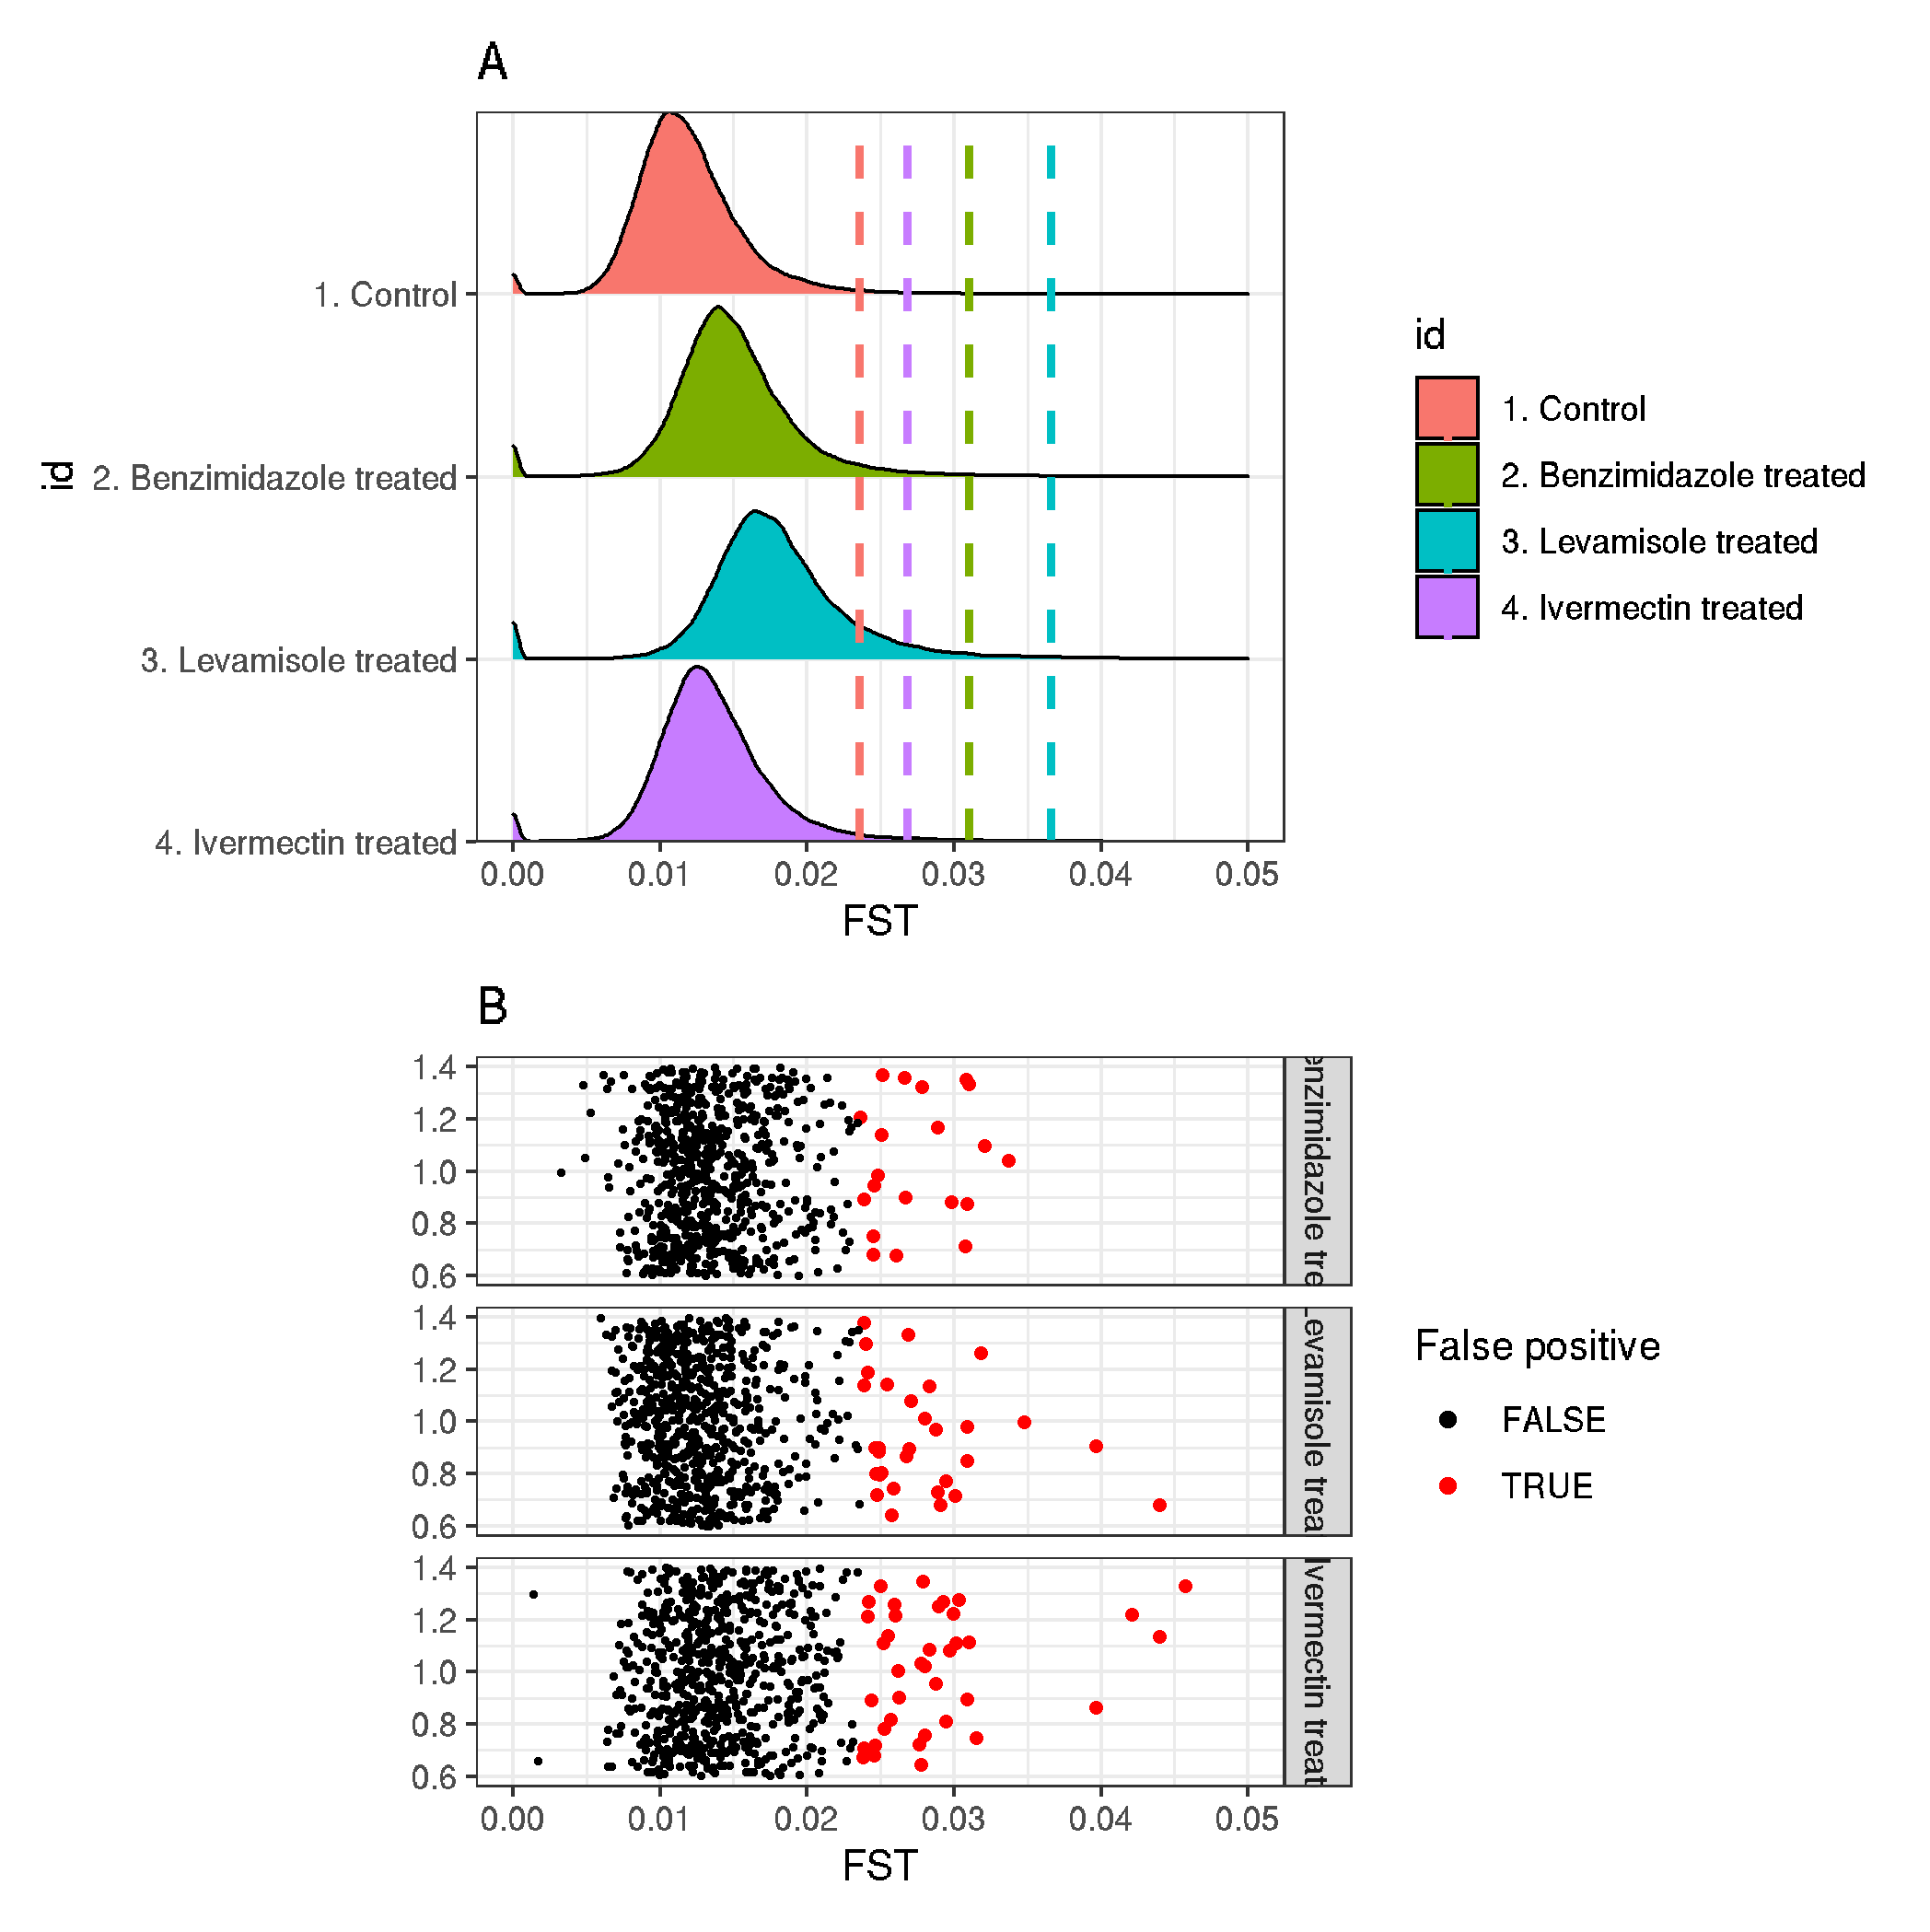 A
id
1. Control
2. Benzimidazole treated
3. Levamisole treated
4. Ivermectin treated
0.00 0.01 0.02 0.03 0.04 0.05
FST
id
1. Control
2. Benzimidazole treated
3. Levamisole treated
4. Ivermectin treated
B
1.4
1.2
1.0
0.8
0.6
enzimidazole tre
1.4
1.2
1.0
0.8
0.6
Levamisole trea
1.4
1.2
1.0
0.8
0.6
Ivermectin treat
0.00 0.01 0.02 0.03 0.04 0.05
FST
False positive
FALSE
TRUE